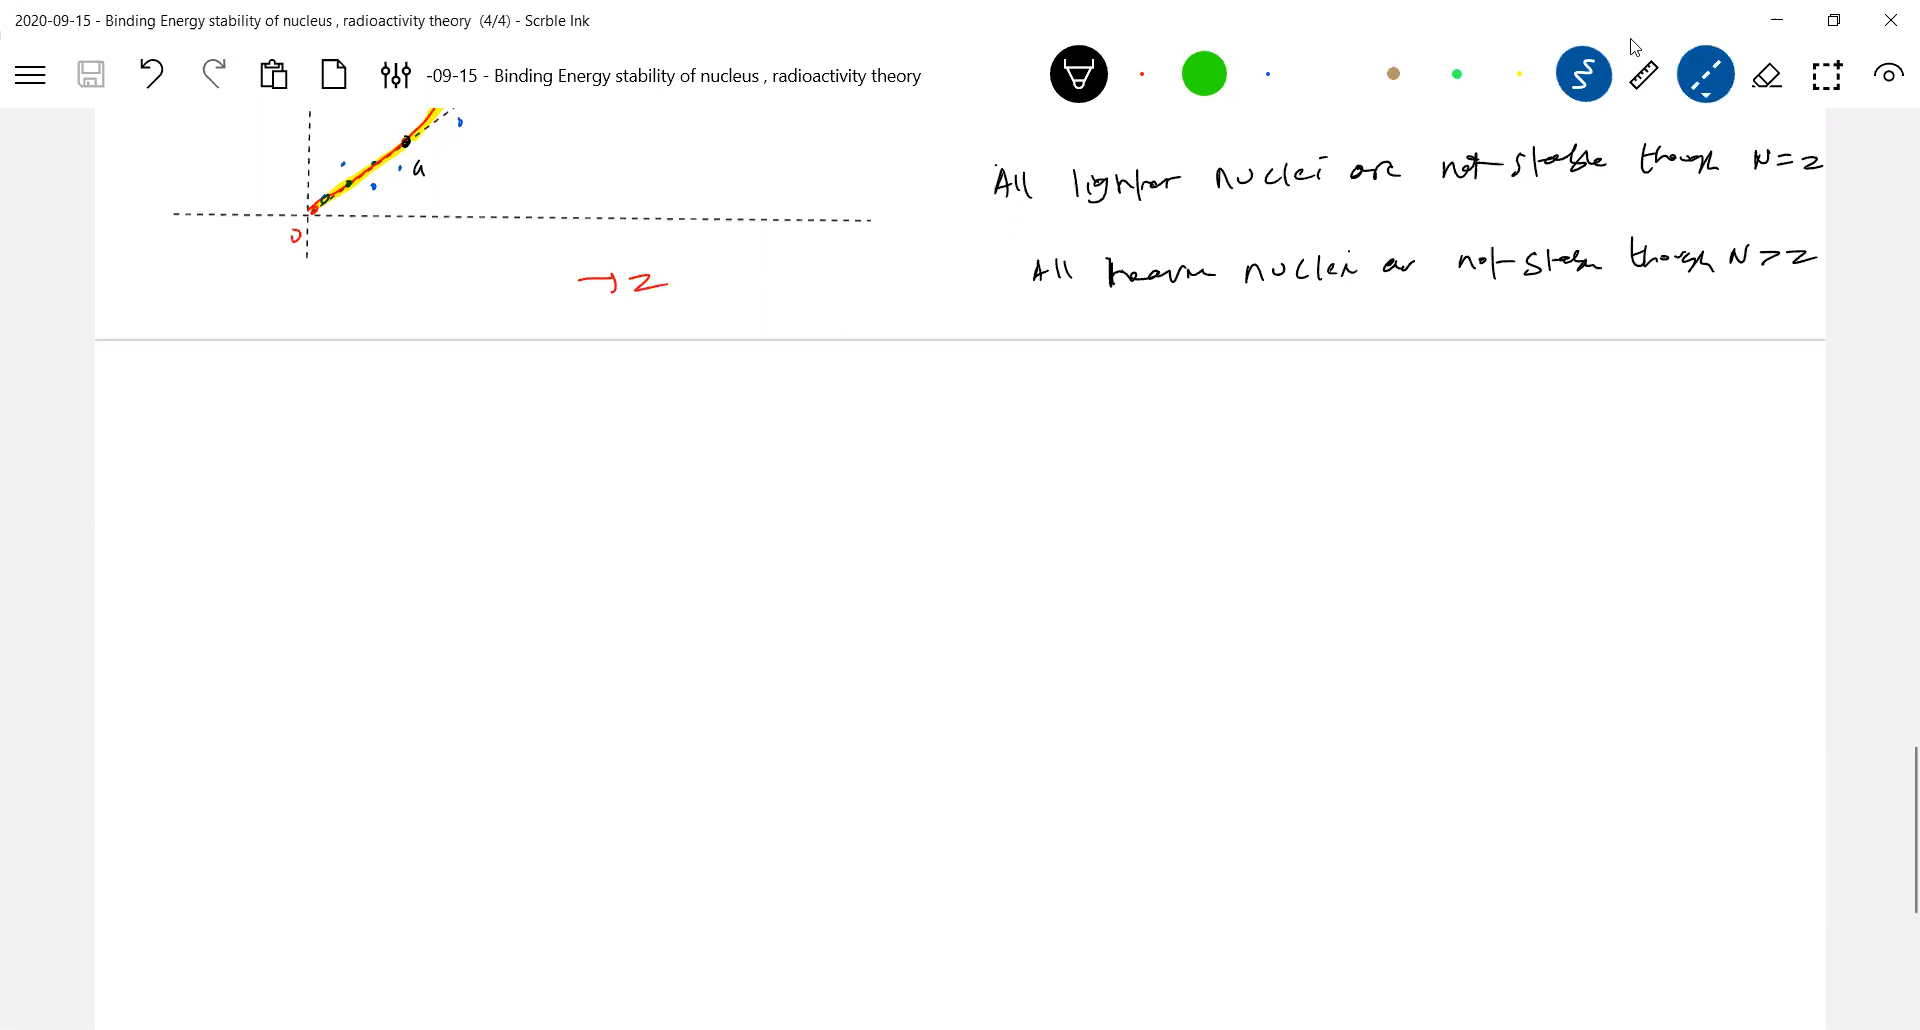 2020-09-15 - Binding Energy stability of nucleus , radioactivity theory (4/4) - Scrble Ink
-09-15 - Binding Energy stability of nucleus , radioactivity theory
a
O
→ Z
All lighter nuclei are not stable though N = Z
All heavier nuclei are not stable though N > Z